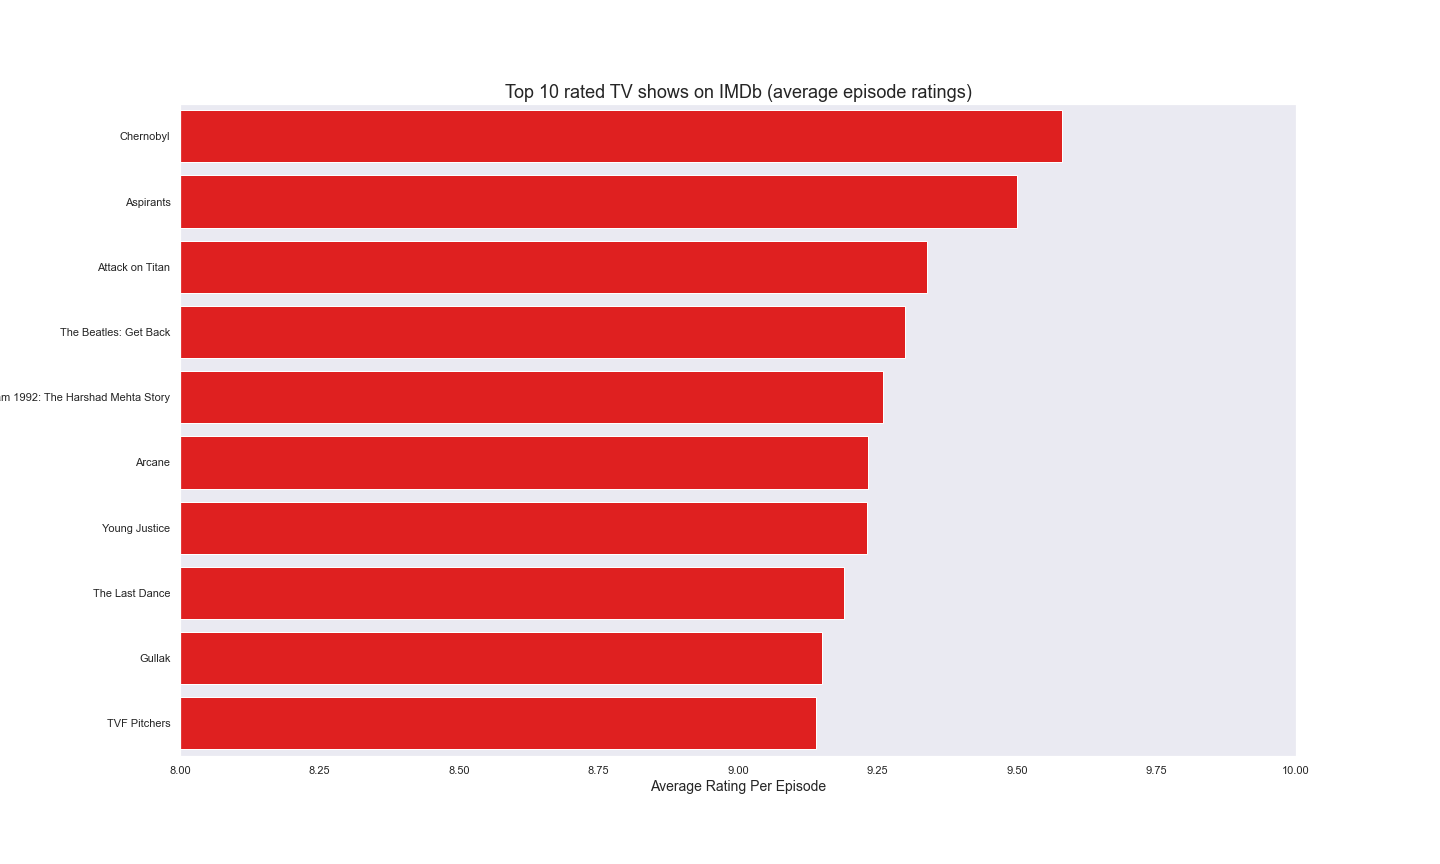 Top 10 rated TV shows on IMDb (average episode ratings)
Chernobyl
Aspirants
Attack on Titan
The Beatles: Get Back
1992: The Harshad Mehta Story
Arcane
Young Justice
The Last Dance
Gullak
TVF Pitchers
8.00 8.25 8.50 8.75 9.00 9.25 9.50 9.75 10.00
Average Rating Per Episode